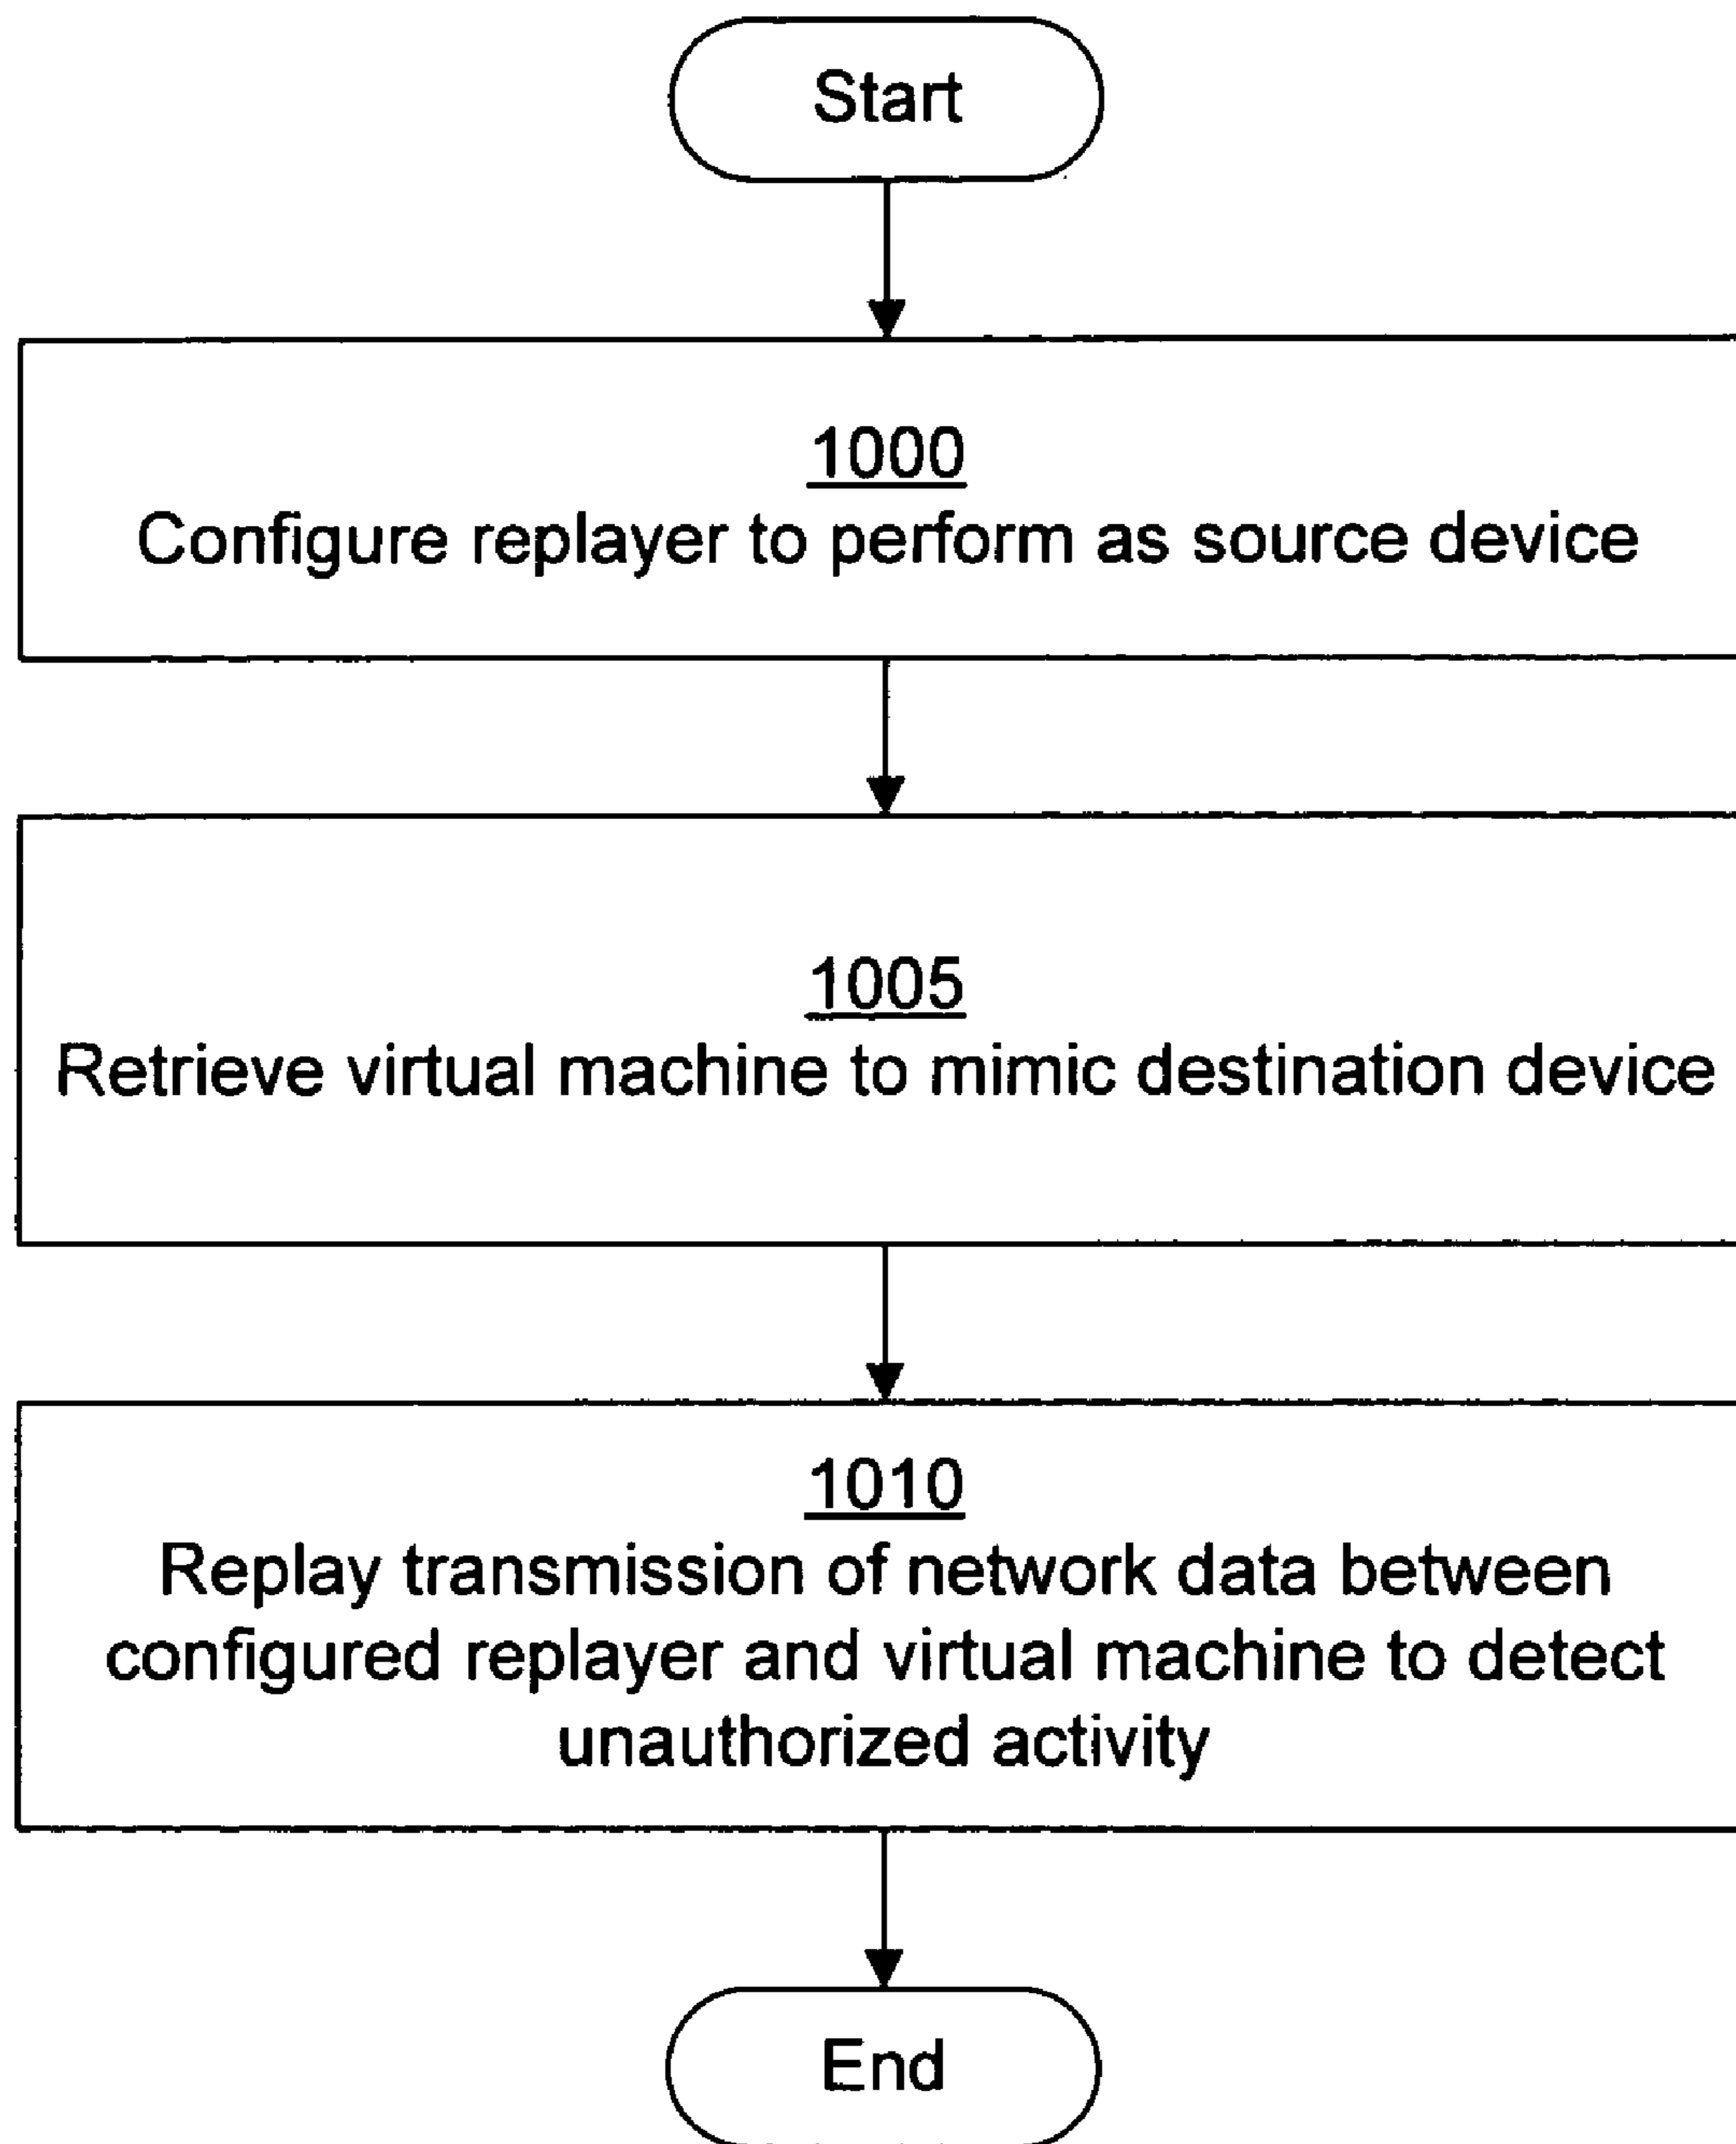 Start
1000
Configure replayer to perform as source device
1005
Retrieve virtual machine to mimic destination device
1010
Replay transmission of network data between
configured replayer and virtual machine to detect
unauthorized activity
End